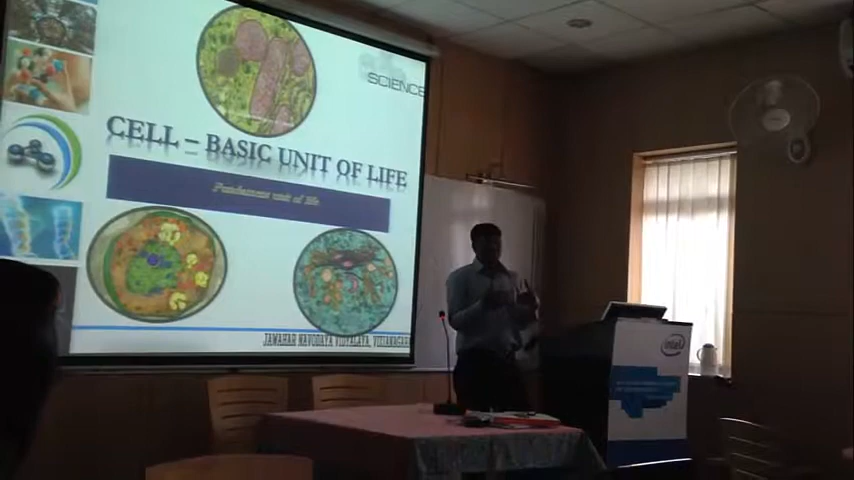 SCIENCE
CELL – BASIC UNIT OF LIFE
Fundamental unit of life
JAWAHAR NAVODAYA VIDYALAYA, VIZIANAGARAM
intel